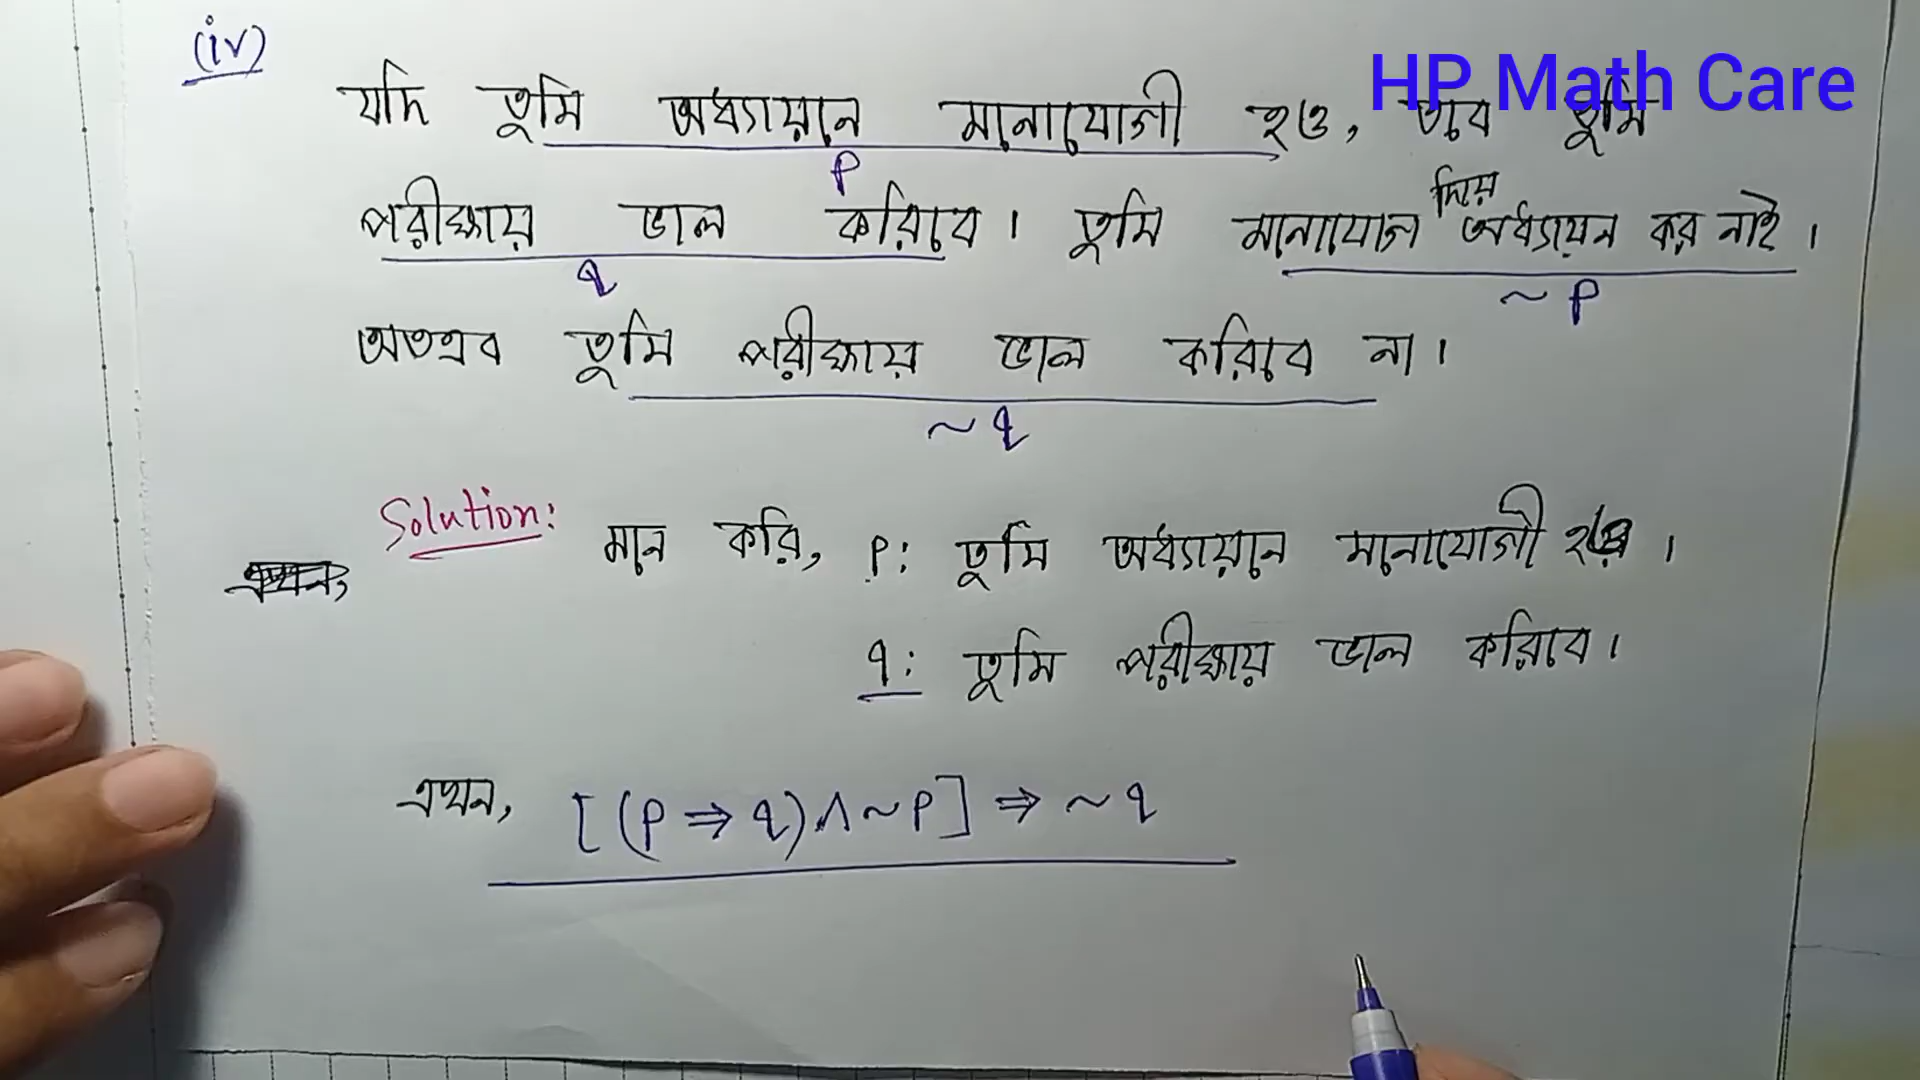 (iv)
HP Math Care
যদি তুমি অধ্যয়নে মনোযোগী হও, তবে তুমি
p
দিয়ে
পরীক্ষায় ভাল করিবে। তুমি মনোযোগ অধ্যয়ন কর নাই।
q
~ p
অতএব তুমি পরীক্ষায় ভাল করিবে না।
~ q
Solution: মনে করি, p: তুমি অধ্যয়নে মনোযোগী হও।
q: তুমি পরীক্ষায় ভাল করিবে।
এখন, [(p ⇒ q) ∧ ~p] ⇒ ~q